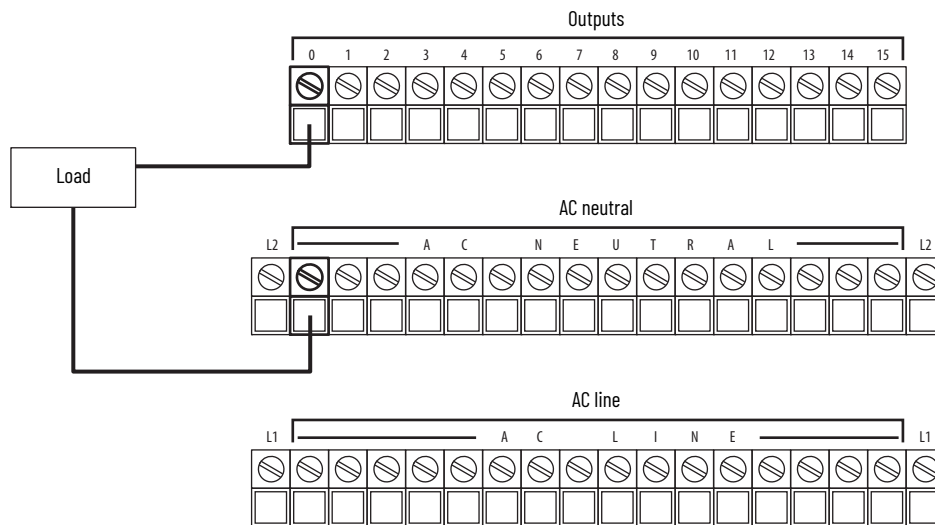 Outputs
0 1 2 3 4 5 6 7 8 9 10 11 12 13 14 15
Load
AC neutral
L2 A C N E U T R A L L2
AC line
L1 A C L I N E L1